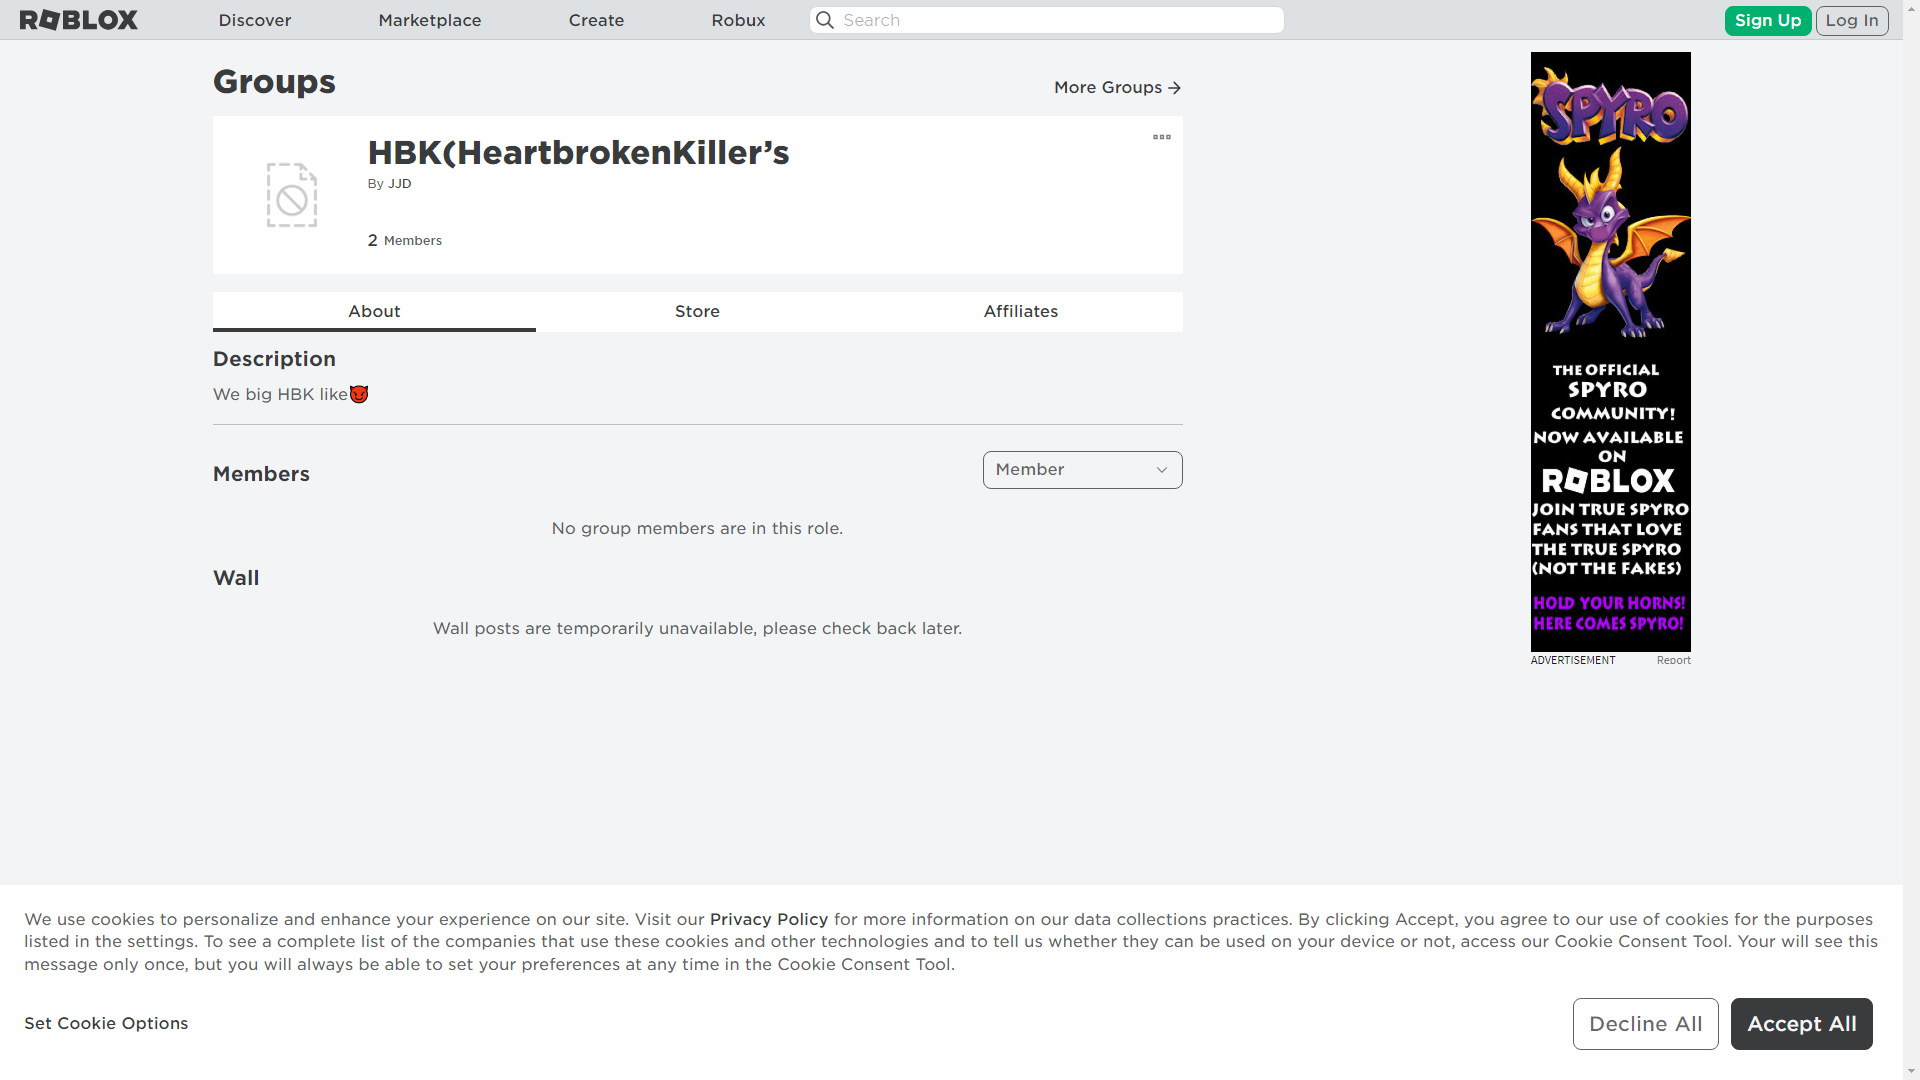 ROBLOX
Discover
Marketplace
Create
Robux
Search
Sign Up
Log In
Groups
More Groups
HBK(HeartbrokenKiller’s
By JJD
2 Members
About
Store
Affiliates
Description
We big HBK like😈
Members
Member
No group members are in this role.
Wall
Wall posts are temporarily unavailable, please check back later.
SPYRO
THE OFFICIAL
SPYRO
COMMUNITY!
NOW AVAILABLE
ON
ROBLOX
JOIN TRUE SPYRO
FANS THAT LOVE
THE TRUE SPYRO
(NOT THE FAKES)
HOLD YOUR HORNS!
HERE COMES SPYRO!
ADVERTISEMENT
Report
We use cookies to personalize and enhance your experience on our site. Visit our Privacy Policy for more information on our data collections practices. By clicking Accept, you agree to our use of cookies for the purposes
listed in the settings. To see a complete list of the companies that use these cookies and other technologies and to tell us whether they can be used on your device or not, access our Cookie Consent Tool. Your will see this
message only once, but you will always be able to set your preferences at any time in the Cookie Consent Tool.
Set Cookie Options
Decline All
Accept All